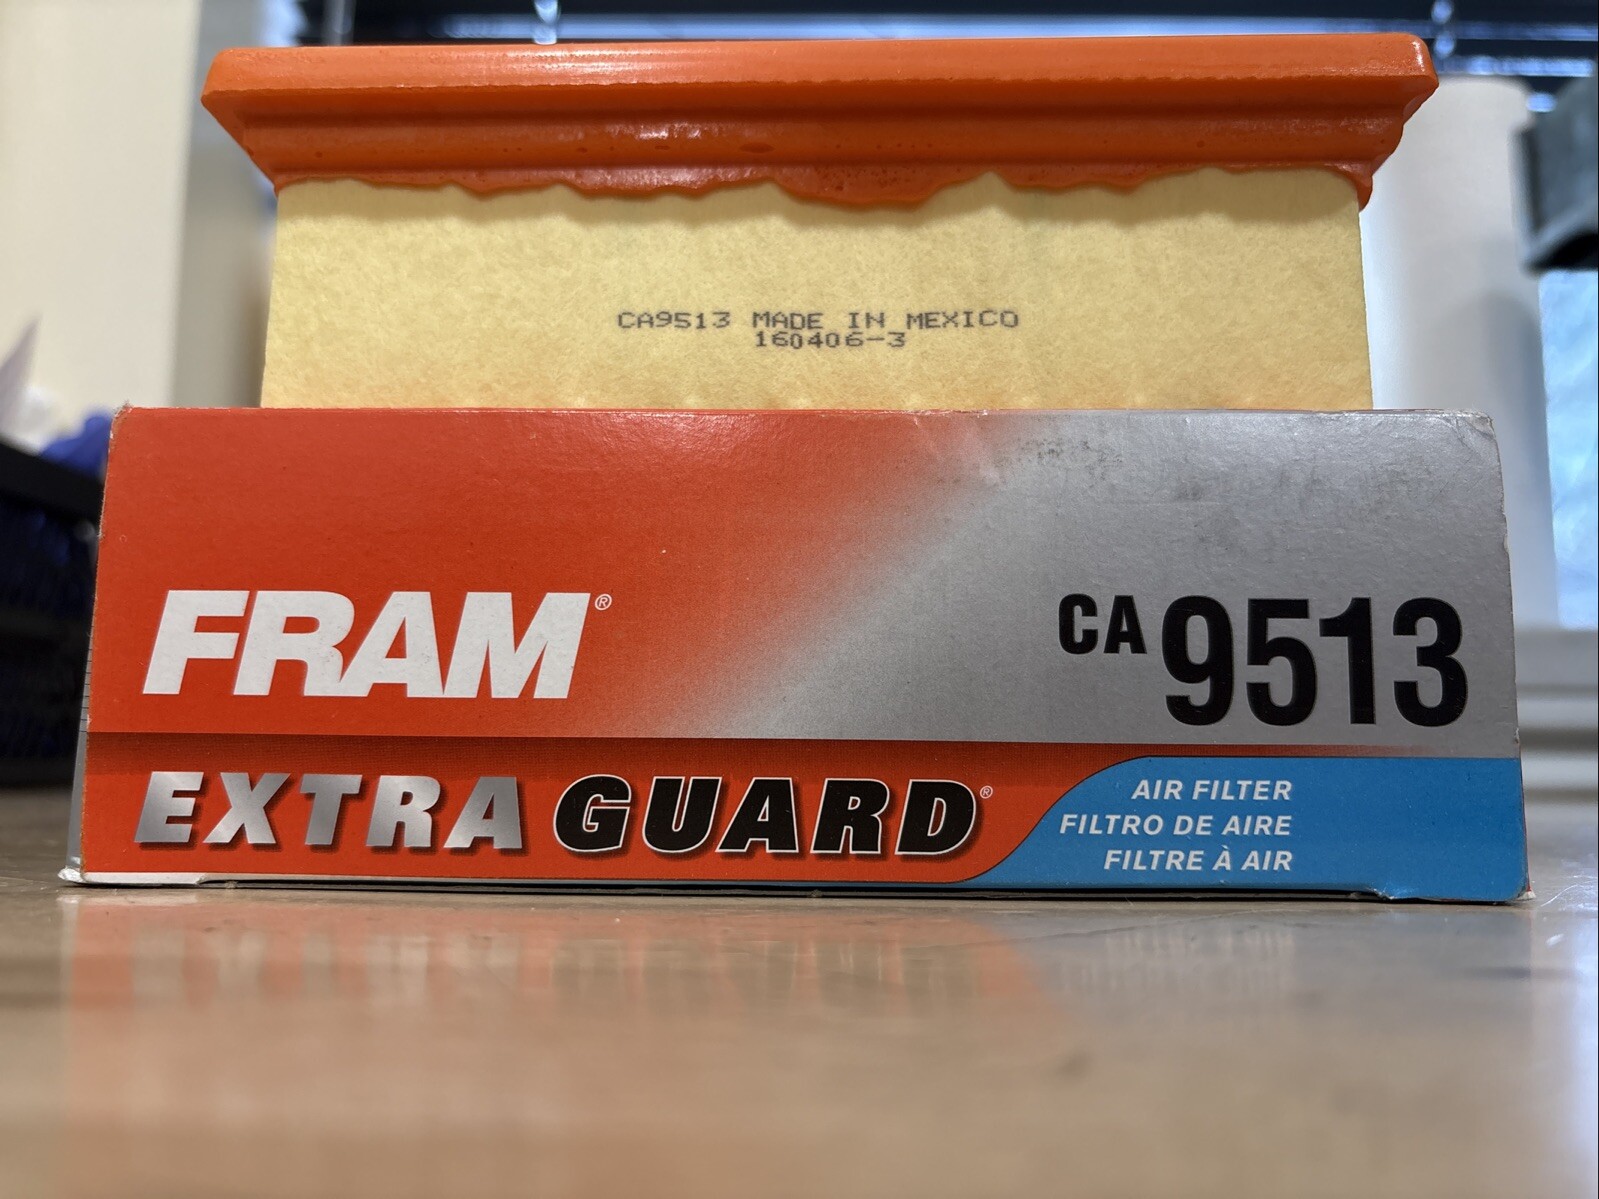 CA9513 MADE IN MEXICO
160406-3
FRAM®
CA 9513
EXTRA GUARD®
AIR FILTER
FILTRO DE AIRE
FILTRE À AIR